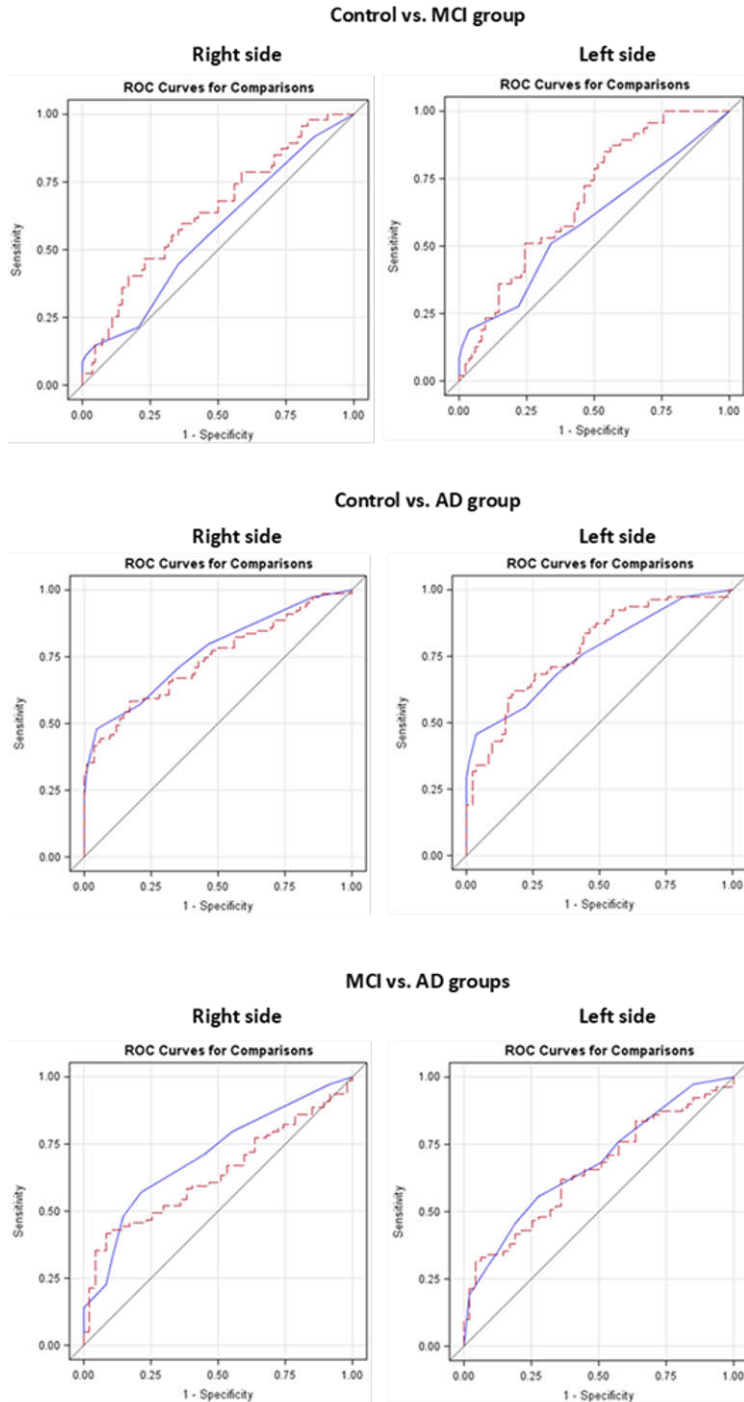 Control vs. MCI group
Right side
Left side
ROC Curves for Comparisons
ROC Curves for Comparisons
1.00
0.75
0.50
0.25
0.00
Sensitivity
0.00 0.25 0.50 0.75 1.00
1 - Specificity
1.00
0.75
0.50
0.25
0.00
Sensitivity
0.00 0.25 0.50 0.75 1.00
1 - Specificity
Control vs. AD group
Right side
Left side
ROC Curves for Comparisons
ROC Curves for Comparisons
1.00
0.75
0.50
0.25
0.00
Sensitivity
0.00 0.25 0.50 0.75 1.00
1 - Specificity
1.00
0.75
0.50
0.25
0.00
Sensitivity
0.00 0.25 0.50 0.75 1.00
1 - Specificity
MCI vs. AD groups
Right side
Left side
ROC Curves for Comparisons
ROC Curves for Comparisons
1.00
0.75
0.50
0.25
0.00
Sensitivity
0.00 0.25 0.50 0.75 1.00
1 - Specificity
1.00
0.75
0.50
0.25
0.00
Sensitivity
0.00 0.25 0.50 0.75 1.00
1 - Specificity